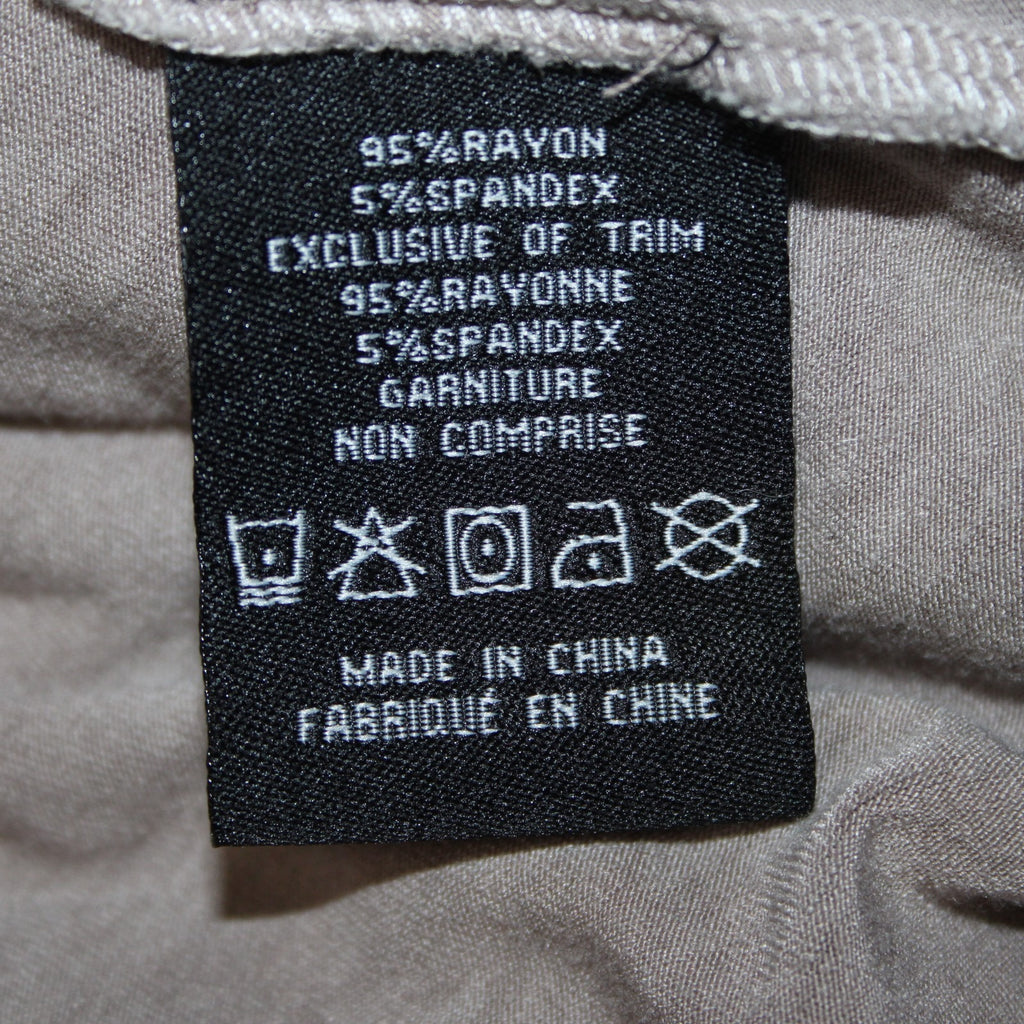 95%RAYON
5%SPANDEX
EXCLUSIVE OF TRIM
95%RAYONNE
5%SPANDEX
GARNITURE
NON COMPRISE
MADE IN CHINA
FABRIQUÉ EN CHINE